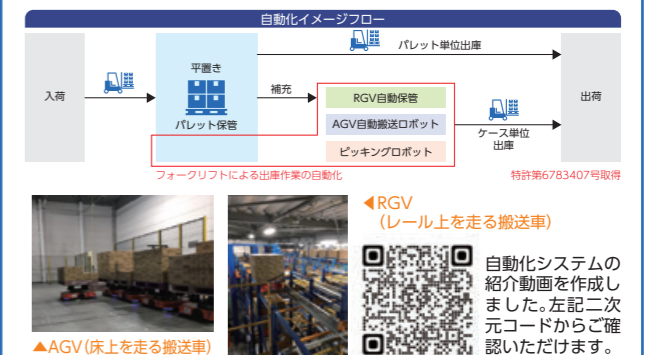 自動化イメージフロー
パレット単位出庫
入荷
平置き
パレット保管
補充
RGV自動保管
AGV自動搬送ロボット
ピッキングロボット
ケース単位
出庫
出荷
フォークリフトによる出庫作業の自動化
特許第6783407号取得
◀RGV
(レール上を走る搬送車)
自動化システムの
紹介動画を作成し
ました。左記二次
元コードからご確
認いただけます。
▲AGV(床上を走る搬送車)